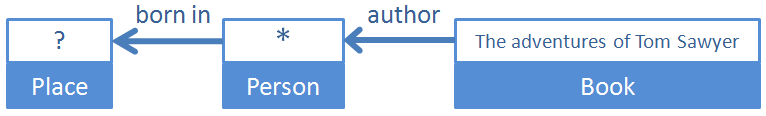 born in
author
?
*
The adventures of Tom Sawyer
Place
Person
Book